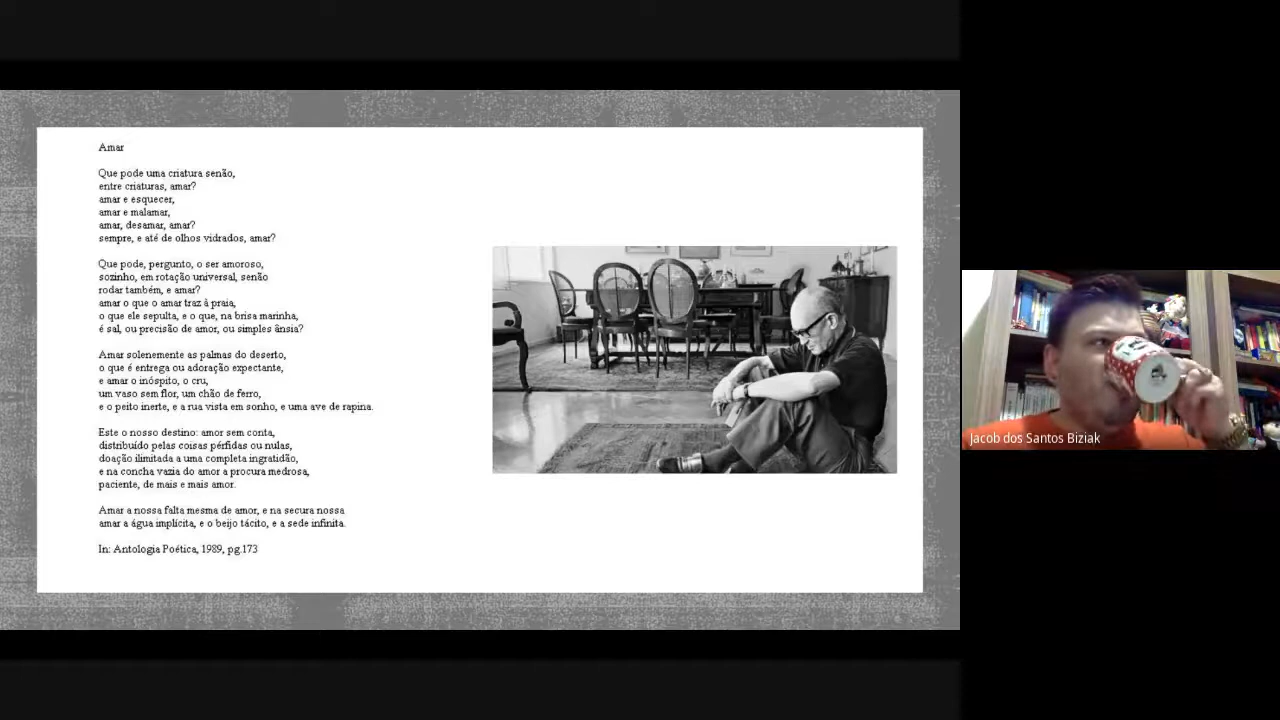 Amar
Que pode uma criatura senão,
entre criaturas, amar?
amar e esquecer,
amar e malamar,
amar, desamar, amar?
sempre, e até de olhos vidrados, amar?
Que pode, pergunto, o ser amoroso,
sozinho, em rotação universal, senão
rodar também, e amar?
amar o que o amar traz à praia,
o que ele sepulta, e o que, na brisa marinha,
é sal, ou precisão de amor, ou simples ânsia?
Amar solenemente as palmas do deserto,
o que é entrega ou adoração expectante,
e amar o inóspito, o cru,
um vaso sem flor, um chão de ferro,
e o peito inerte, e a rua vista em sonho, e uma ave de rapina.
Este o nosso destino: amor sem conta,
distribuído pelas coisas pérfidas ou nulas,
doação ilimitada a uma completa ingratidão,
e na concha vazia do amor a procura medrosa,
paciente, de mais e mais amor.
Amar a nossa falta mesma de amor, e na secura nossa
amar a água implícita, e o beijo tácito, e a sede infinita.
In: Antologia Poética, 1989, pg.173
Jacob dos Santos Biziak